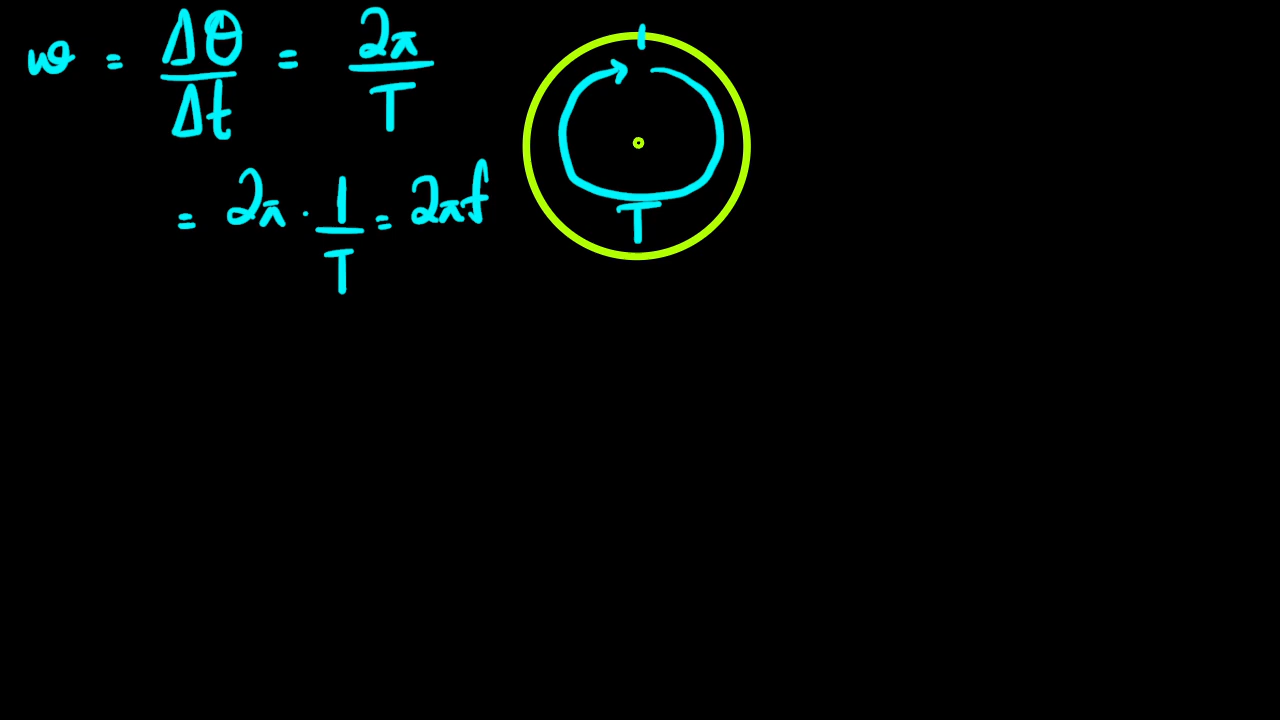 ω = Δθ/Δt = 2π/T
= 2π · 1/T = 2πf
T